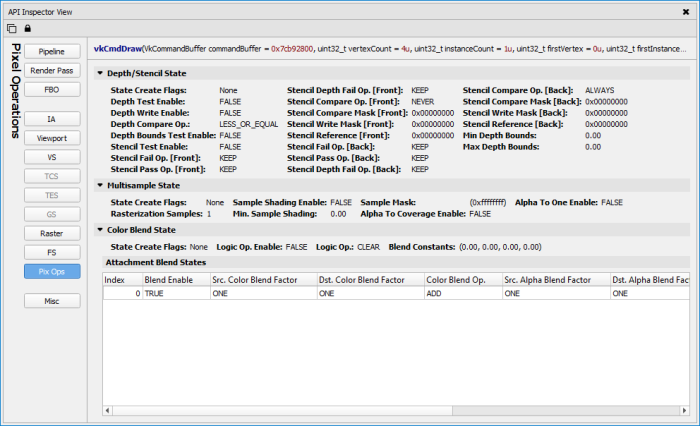 API Inspector View
Pixel Operations
Pipeline
Render Pass
FBO
IA
Viewport
VS
TCS
TES
GS
Raster
FS
Pix Ops
Misc
vkCmdDraw(VkCommandBuffer commandBuffer = 0x7cb92800, uint32_t vertexCount = 4u, uint32_t instanceCount = 1u, uint32_t firstVertex = 0u, uint32_t firstInstance...
Depth/Stencil State
State Create Flags: None Stencil Depth Fail Op. [Front]: KEEP Stencil Compare Op. [Back]: ALWAYS
Depth Test Enable: FALSE Stencil Compare Op. [Front]: NEVER Stencil Compare Mask [Back]: 0x00000000
Depth Write Enable: FALSE Stencil Compare Mask [Front]: 0x00000000 Stencil Write Mask [Back]: 0x00000000
Depth Compare Op.: LESS_OR_EQUAL Stencil Write Mask [Front]: 0x00000000 Stencil Reference [Back]: 0x00000000
Depth Bounds Test Enable: FALSE Stencil Reference [Front]: 0x00000000 Min Depth Bounds: 0.00
Stencil Test Enable: FALSE Stencil Fail Op. [Back]: KEEP Max Depth Bounds: 0.00
Stencil Fail Op. [Front]: KEEP Stencil Pass Op. [Back]: KEEP
Stencil Pass Op. [Front]: KEEP Stencil Depth Fail Op. [Back]: KEEP
Multisample State
State Create Flags: None Sample Shading Enable: FALSE Sample Mask: (0xffffffff) Alpha To One Enable: FALSE
Rasterization Samples: 1 Min. Sample Shading: 0.00 Alpha To Coverage Enable: FALSE
Color Blend State
State Create Flags: None Logic Op. Enable: FALSE Logic Op.: CLEAR Blend Constants: (0.00, 0.00, 0.00, 0.00)
Attachment Blend States
Index Blend Enable Src. Color Blend Factor Dst. Color Blend Factor Color Blend Op. Src. Alpha Blend Factor Dst. Alpha Blend Fac
0 TRUE ONE ONE ADD ONE ONE